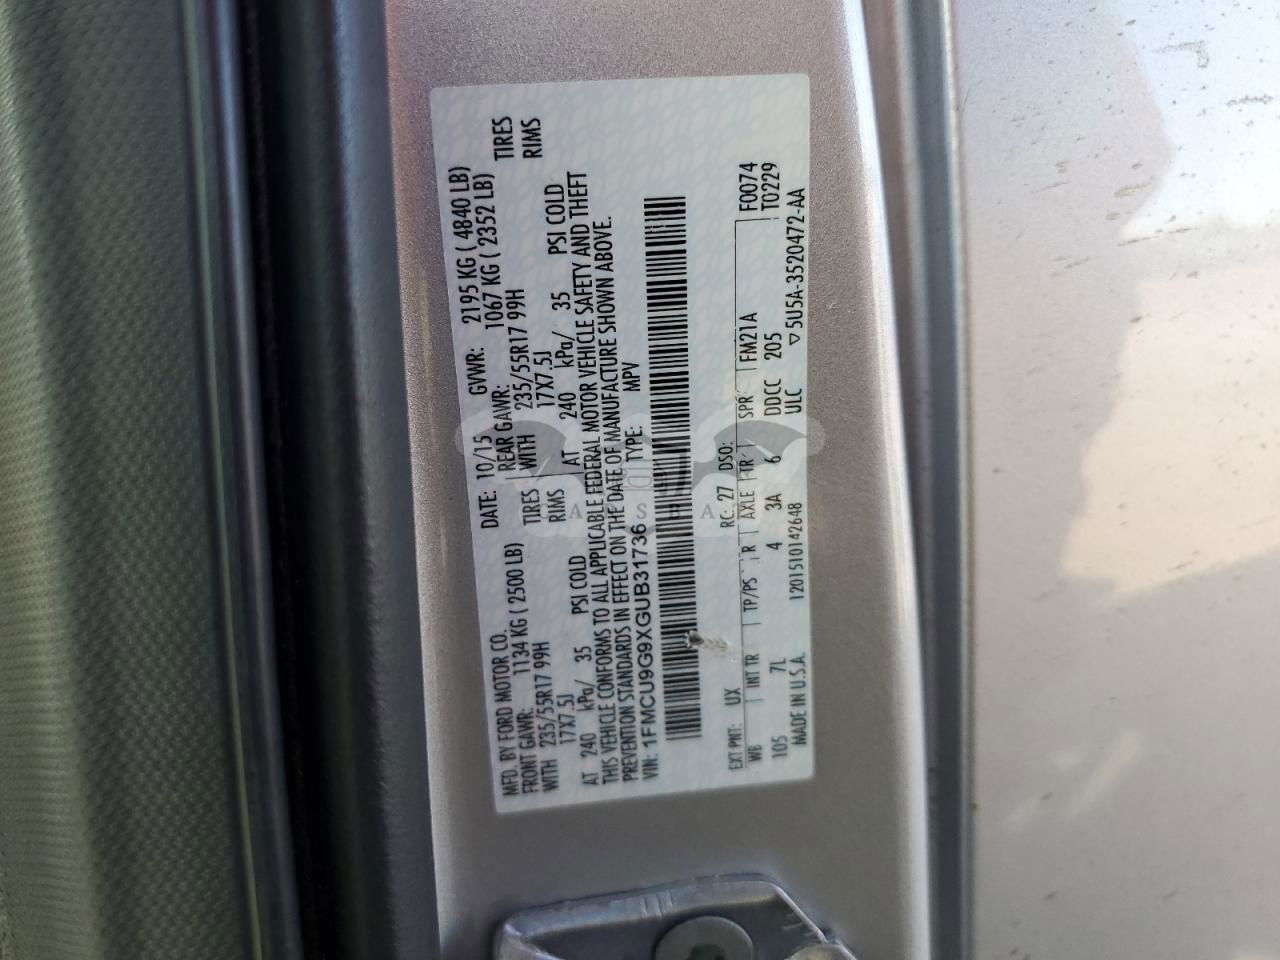 MFD. BY FORD MOTOR CO. DATE: 10/15 GVWR: 2195 KG ( 4840 LB)
FRONT GAWR: 1134 KG ( 2500 LB) REAR GAWR: 1067 KG ( 2352 LB)
WITH 235/55R17 99H TIRES WITH 235/55R17 99H TIRES
17X7.5J RIMS 17X7.5J RIMS
AT 240 kPa/ 35 PSI COLD AT 240 kPa/ 35 PSI COLD
THIS VEHICLE CONFORMS TO ALL APPLICABLE FEDERAL MOTOR VEHICLE SAFETY AND THEFT
PREVENTION STANDARDS IN EFFECT ON THE DATE OF MANUFACTURE SHOWN ABOVE.
VIN: 1FMCU9G9XGUB31736 TYPE: MPV
EXT PNT: UX RC: 27 DSO: F0074
WB INT TR TP/PS R AXLE TR SPR FM21A T0229
105 7L 4 3A 6 DDCC 205
MADE IN U.S.A. 1201510142648 ULC ▽5U5A-3520472-AA